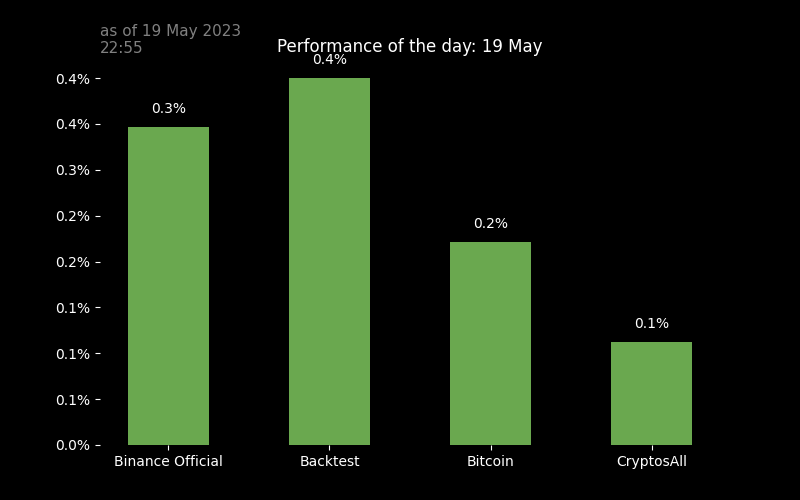 as of 19 May 2023
22:55
Performance of the day: 19 May
0.4%
0.4%
0.3%
0.4%
0.3%
0.2%
0.2%
0.2%
0.1%
0.1%
0.1%
0.1%
0.0%
Binance Official
Backtest
Bitcoin
CryptosAll